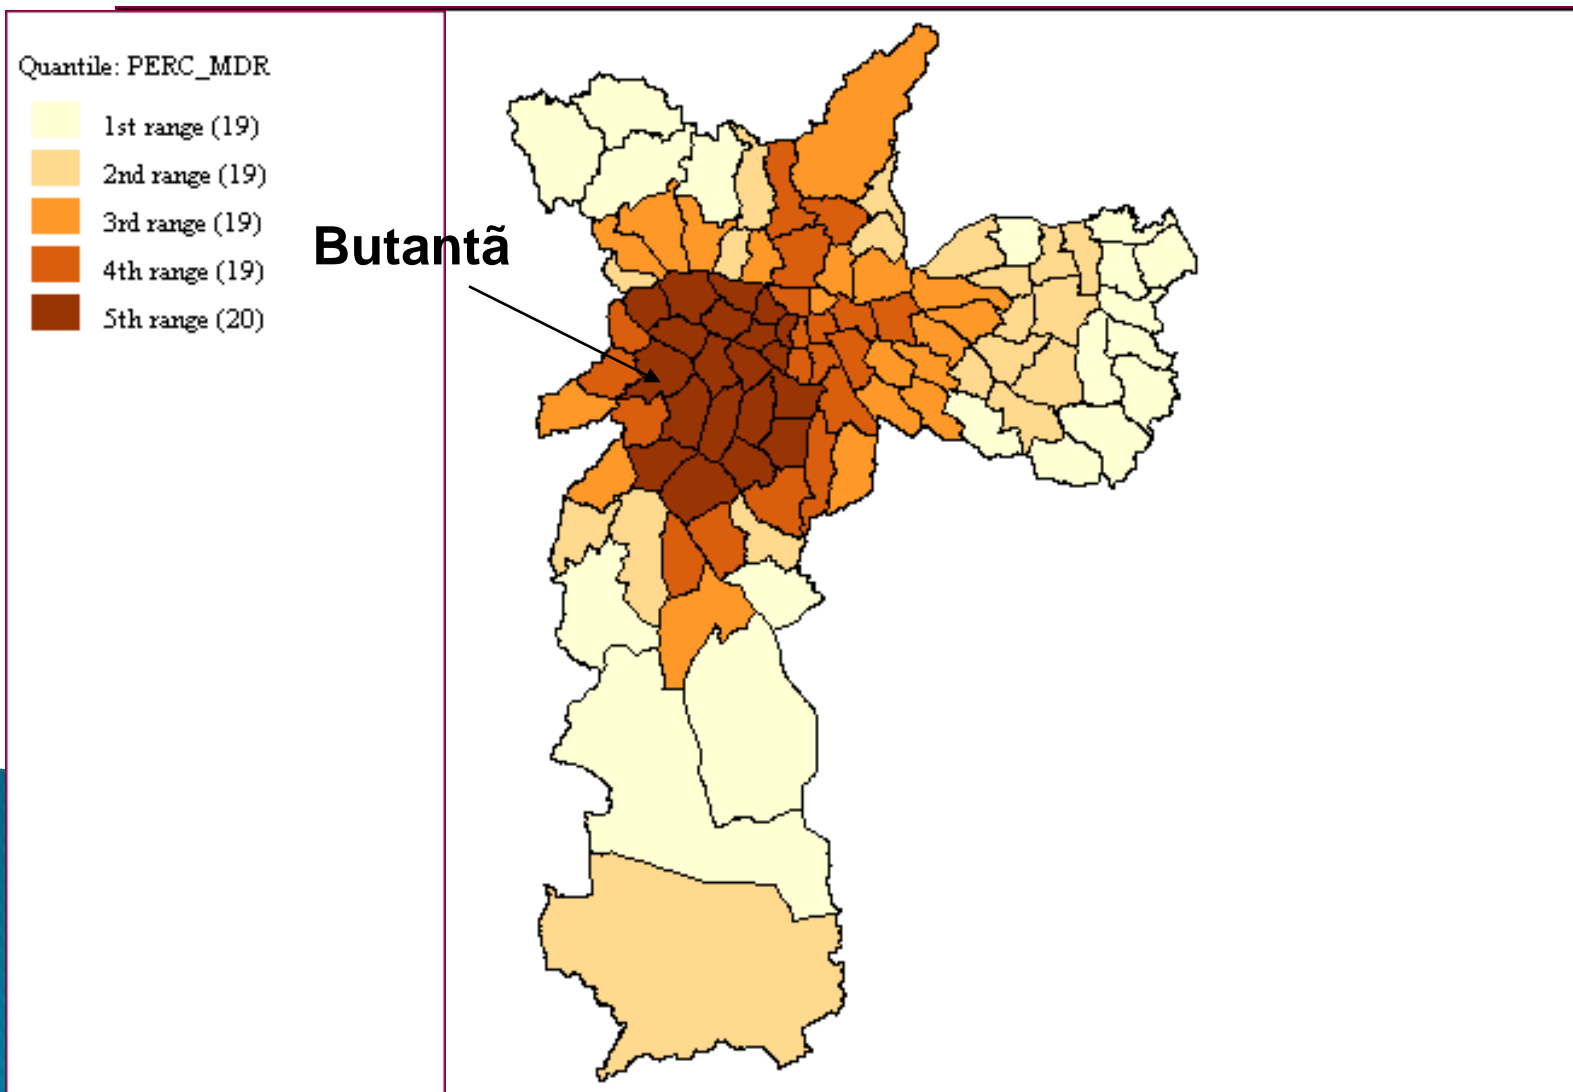 Quantile: PERC_MDR
1st range (19)
2nd range (19)
3rd range (19)
4th range (19)
5th range (20)
Butantã